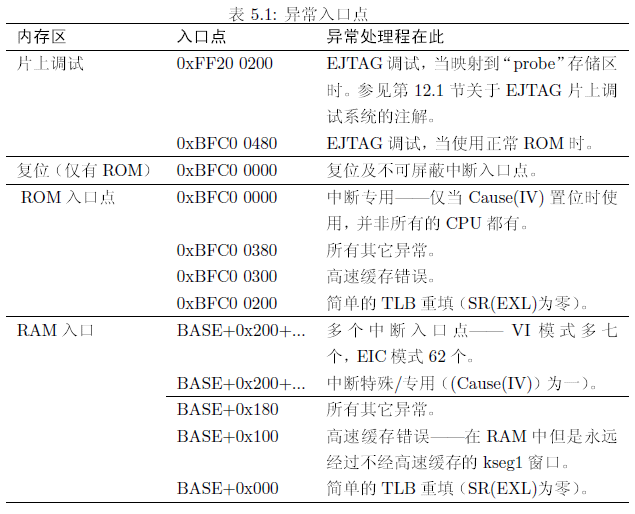 表 5.1: 异常入口点
内存区 入口点 异常处理程在此
片上调试 0xFF20 0200 EJTAG 调试，当映射到“probe”存储区
时。参见第 12.1 节关于 EJTAG 片上调
试系统的注解。
0xBFC0 0480 EJTAG 调试，当使用正常 ROM 时。
复位（仅有 ROM） 0xBFC0 0000 复位及不可屏蔽中断入口点。
ROM 入口点 0xBFC0 0000 中断专用——仅当 Cause(IV) 置位时使
用，并非所有的 CPU 都有。
0xBFC0 0380 所有其它异常。
0xBFC0 0300 高速缓存错误。
0xBFC0 0200 简单的 TLB 重填（SR(EXL)为零）。
RAM 入口 BASE+0x200+... 多个中断入口点—— VI 模式多七
个，EIC 模式 62 个。
BASE+0x200+... 中断特殊/专用（(Cause(IV)）为一）。
BASE+0x180 所有其它异常。
BASE+0x100 高速缓存错误——在 RAM 中但是永远
经过不经高速缓存的 kseg1 窗口。
BASE+0x000 简单的 TLB 重填（SR(EXL)为零）。